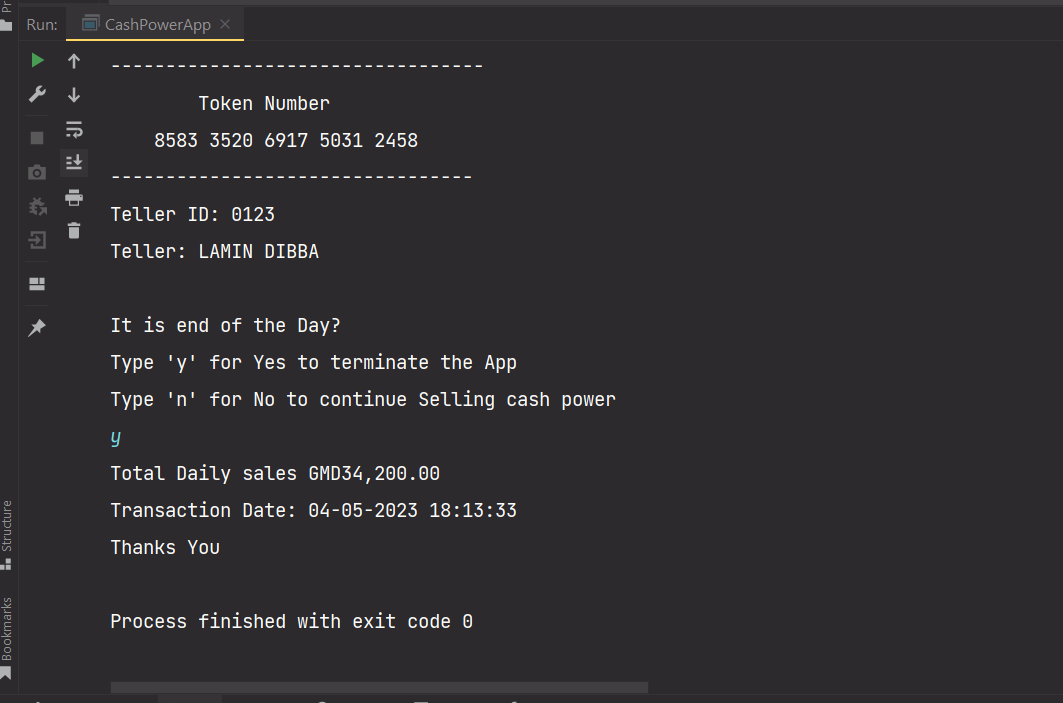 Pr
Run: CashPowerApp
----------------------------------
Token Number
8583 3520 6917 5031 2458
---------------------------------
Teller ID: 0123
Teller: LAMIN DIBBA
It is end of the Day?
Type 'y' for Yes to terminate the App
Type 'n' for No to continue Selling cash power
y
Total Daily sales GMD34,200.00
Transaction Date: 04-05-2023 18:13:33
Thanks You
Process finished with exit code 0
Structure
Bookmarks